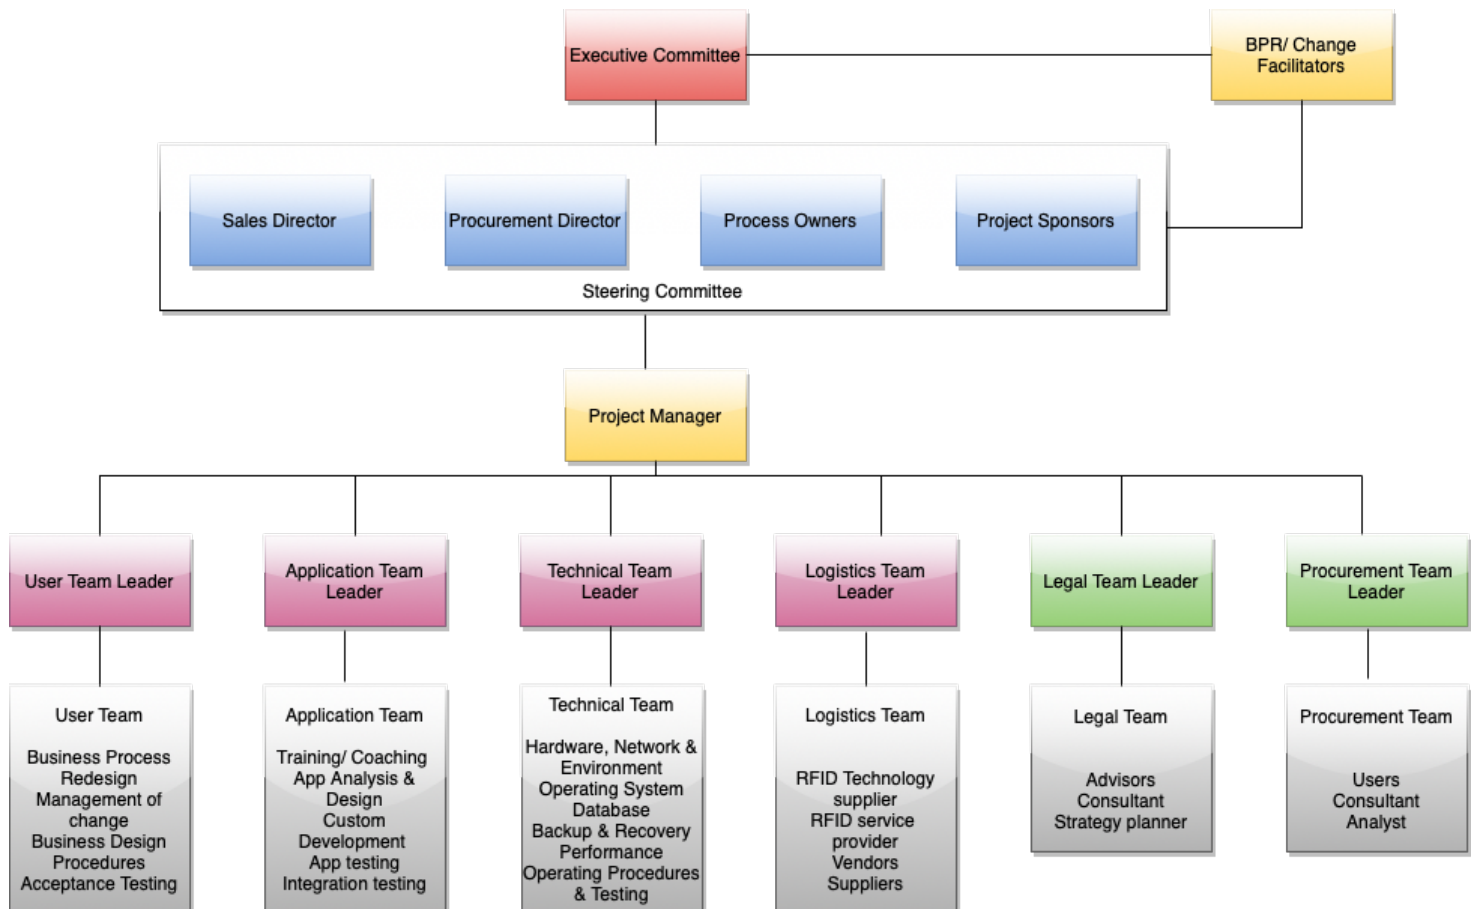 Executive Committee
BPR/ Change
Facilitators
Sales Director
Procurement Director
Process Owners
Project Sponsors
Steering Committee
Project Manager
User Team Leader
Application Team
Leader
Technical Team
Leader
Logistics Team
Leader
Legal Team Leader
Procurement Team
Leader
User Team
Business Process
Redesign
Management of
change
Business Design
Procedures
Acceptance Testing
Application Team
Training/ Coaching
App Analysis &
Design
Custom
Development
App testing
Integration testing
Technical Team
Hardware, Network &
Environment
Operating System
Database
Backup & Recovery
Performance
Operating Procedures
& Testing
Logistics Team
RFID Technology
supplier
RFID service
provider
Vendors
Suppliers
Legal Team
Advisors
Consultant
Strategy planner
Procurement Team
Users
Consultant
Analyst